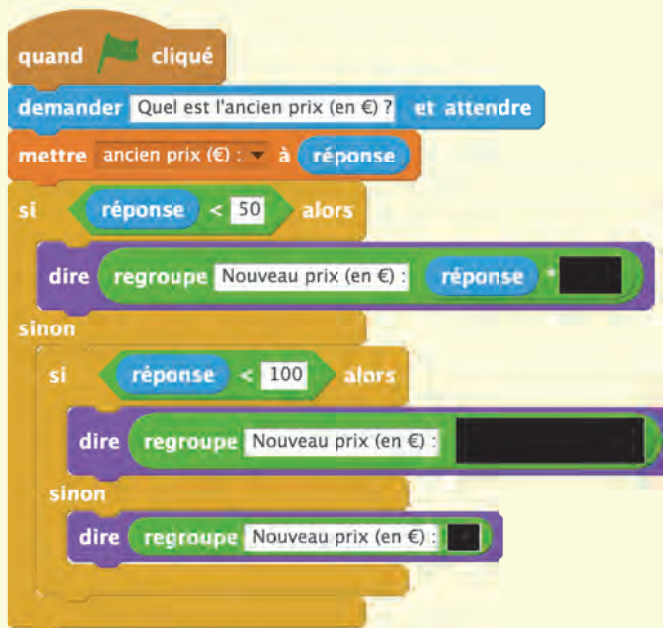 quand cliqué
demander Quel est l'ancien prix (en €) ? et attendre
mettre ancien prix (€) : à réponse
si réponse < 50 alors
dire regroupe Nouveau prix (en €) : réponse *
sinon
si réponse < 100 alors
dire regroupe Nouveau prix (en €) :
sinon
dire regroupe Nouveau prix (en €) :